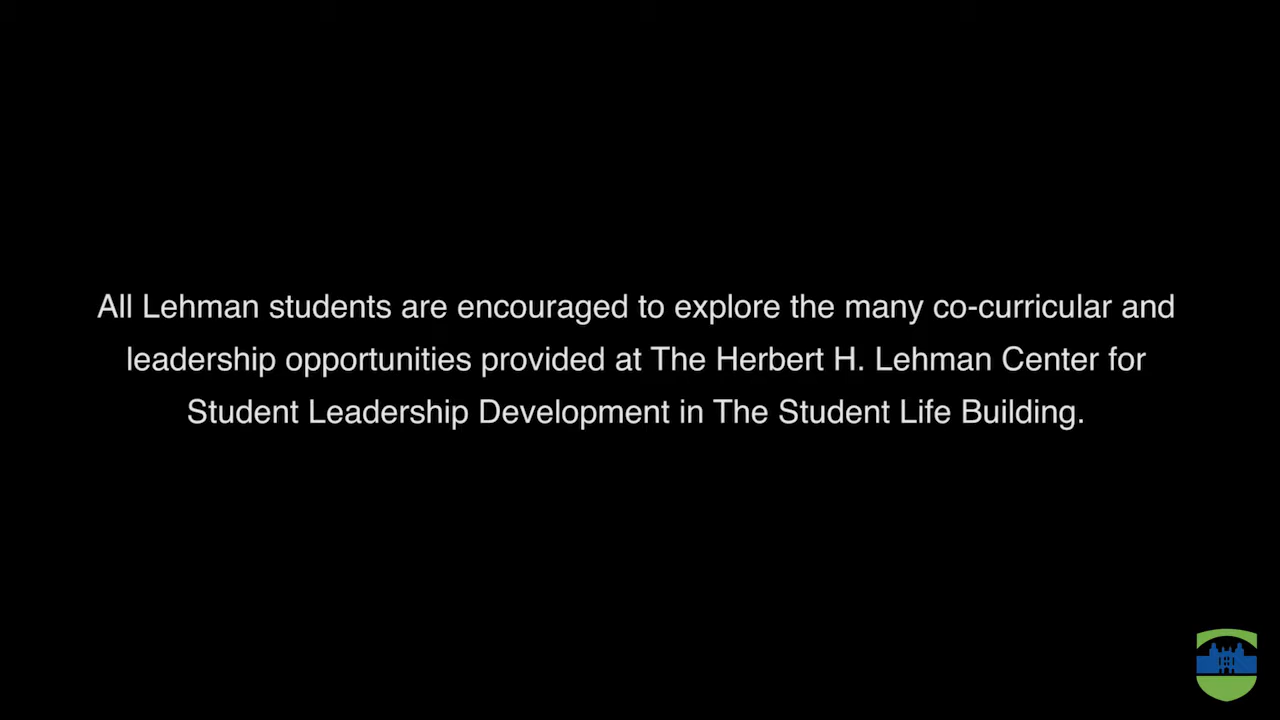 All Lehman students are encouraged to explore the many co-curricular and
leadership opportunities provided at The Herbert H. Lehman Center for
Student Leadership Development in The Student Life Building.